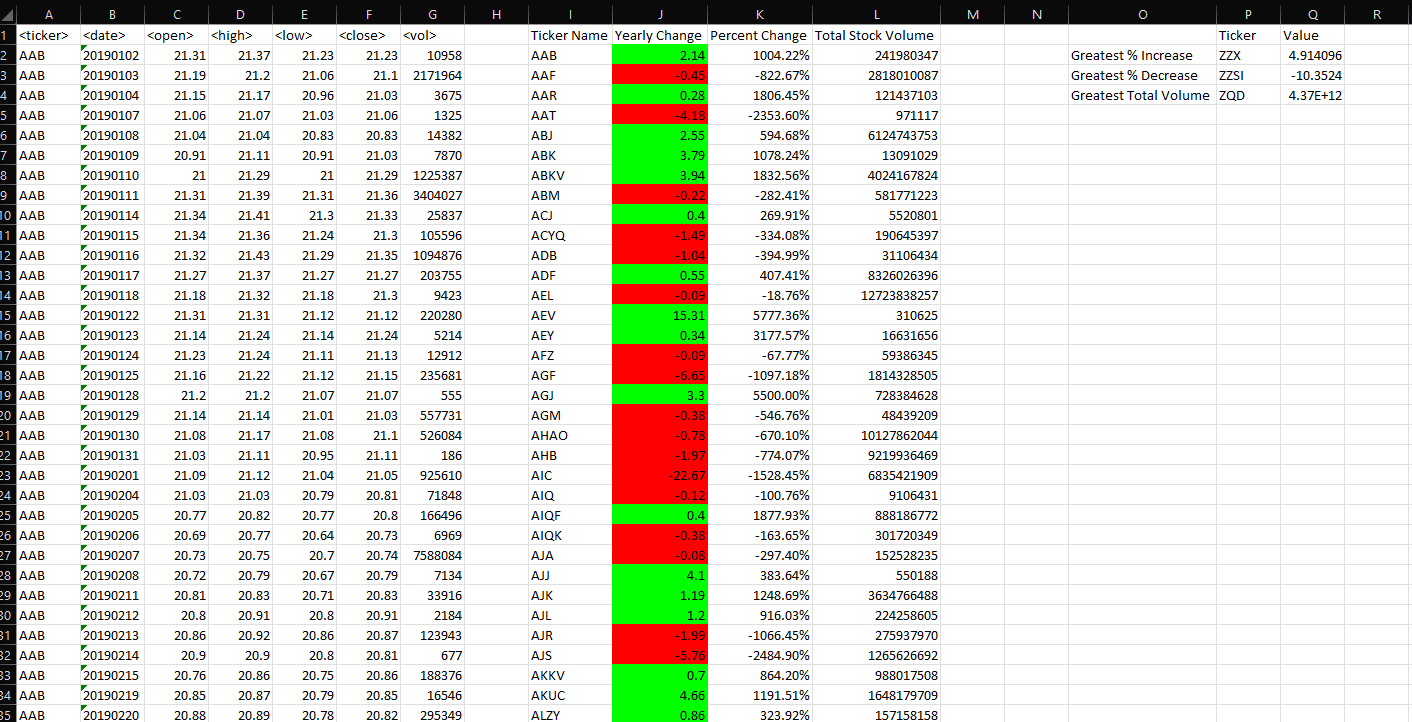 A B C D E F G H I J K L M N O P Q R
1 <ticker> <date> <open> <high> <low> <close> <vol> Ticker Name Yearly Change Percent Change Total Stock Volume Ticker Value
2 AAB 20190102 21.31 21.37 21.23 21.23 10958 AAB 2.14 1004.22% 241980347 Greatest % Increase ZZX 4.914096
3 AAB 20190103 21.19 21.2 21.06 21.1 2171964 AAF -0.45 -822.67% 2818010087 Greatest % Decrease ZZSI -10.3524
4 AAB 20190104 21.15 21.17 20.96 21.03 3675 AAR 0.28 1806.45% 121437103 Greatest Total Volume ZQD 4.37E+12
5 AAB 20190107 21.06 21.07 21.03 21.06 1325 AAT -4.18 -2353.60% 971117
6 AAB 20190108 21.04 21.04 20.83 20.83 14382 ABJ 2.55 594.68% 6124743753
7 AAB 20190109 20.91 21.11 20.91 21.03 7870 ABK 3.79 1078.24% 13091029
8 AAB 20190110 21 21.29 21 21.29 1225387 ABKV 3.94 1832.56% 4024167824
9 AAB 20190111 21.31 21.39 21.31 21.36 3404027 ABM -0.22 -282.41% 581771223
10 AAB 20190114 21.34 21.41 21.3 21.33 25837 ACJ 0.4 269.91% 5520801
11 AAB 20190115 21.34 21.36 21.24 21.3 105596 ACYQ -1.49 -334.08% 190645397
12 AAB 20190116 21.32 21.43 21.29 21.35 1094876 ADB -1.04 -394.99% 31106434
13 AAB 20190117 21.27 21.37 21.27 21.27 203755 ADF 0.55 407.41% 8326026396
14 AAB 20190118 21.18 21.32 21.18 21.3 9423 AEL -0.09 -18.76% 12723838257
15 AAB 20190122 21.31 21.31 21.12 21.12 220280 AEV 15.31 5777.36% 310625
16 AAB 20190123 21.14 21.24 21.14 21.24 5214 AEY 0.34 3177.57% 16631656
17 AAB 20190124 21.23 21.24 21.11 21.13 12912 AFZ -0.09 -67.77% 59386345
18 AAB 20190125 21.16 21.22 21.12 21.15 235681 AGF -6.65 -1097.18% 1814328505
19 AAB 20190128 21.2 21.2 21.07 21.07 555 AGJ 3.3 5500.00% 728384628
20 AAB 20190129 21.14 21.14 21.01 21.03 557731 AGM -0.38 -546.76% 48439209
21 AAB 20190130 21.08 21.17 21.08 21.1 526084 AHAO -0.78 -670.10% 10127862044
22 AAB 20190131 21.03 21.11 20.95 21.11 186 AHB -1.97 -774.07% 9219936469
23 AAB 20190201 21.09 21.12 21.04 21.05 925610 AIC -22.67 -1528.45% 6835421909
24 AAB 20190204 21.03 21.03 20.79 20.81 71848 AIQ -0.12 -100.76% 9106431
25 AAB 20190205 20.77 20.82 20.77 20.8 166496 AIQF 0.4 1877.93% 888186772
26 AAB 20190206 20.69 20.77 20.64 20.73 6969 AIQK -0.38 -163.65% 301720349
27 AAB 20190207 20.73 20.75 20.7 20.74 7588084 AJA -0.08 -297.40% 152528235
28 AAB 20190208 20.72 20.79 20.67 20.79 7134 AJJ 4.1 383.64% 550188
29 AAB 20190211 20.81 20.83 20.71 20.83 33916 AJK 1.19 1248.69% 3634766488
30 AAB 20190212 20.8 20.91 20.8 20.91 2184 AJL 1.2 916.03% 224258605
31 AAB 20190213 20.86 20.92 20.86 20.87 123943 AJR -1.99 -1066.45% 275937970
32 AAB 20190214 20.9 20.9 20.8 20.81 677 AJS -5.76 -2484.90% 1265626692
33 AAB 20190215 20.76 20.86 20.75 20.86 188376 AKKV 0.7 864.20% 988017508
34 AAB 20190219 20.85 20.87 20.79 20.85 16546 AKUC 4.66 1191.51% 1648179709
35 AAB 20190220 20.88 20.89 20.78 20.82 295349 ALZY 0.86 323.92% 157158158